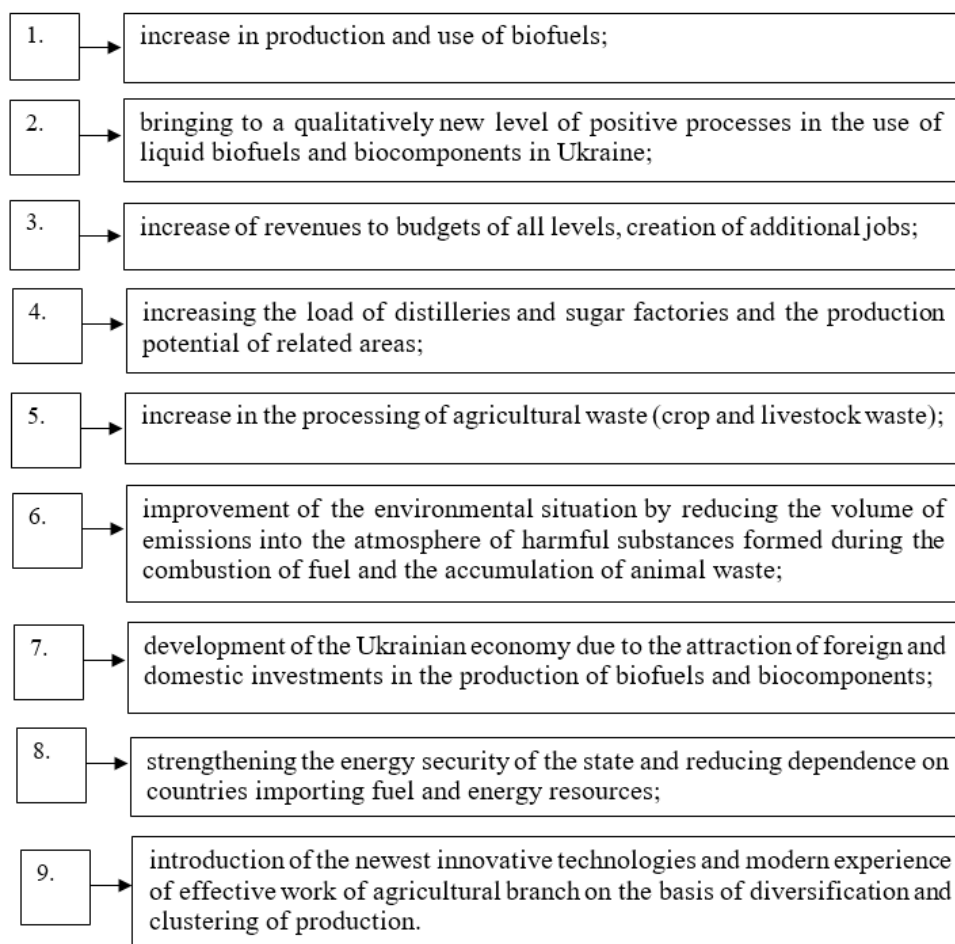 1.
increase in production and use of biofuels;
2.
bringing to a qualitatively new level of positive processes in the use of
liquid biofuels and biocomponents in Ukraine;
3.
increase of revenues to budgets of all levels, creation of additional jobs;
4.
increasing the load of distilleries and sugar factories and the production
potential of related areas;
5.
increase in the processing of agricultural waste (crop and livestock waste);
6.
improvement of the environmental situation by reducing the volume of
emissions into the atmosphere of harmful substances formed during the
combustion of fuel and the accumulation of animal waste;
7.
development of the Ukrainian economy due to the attraction of foreign and
domestic investments in the production of biofuels and biocomponents;
8.
strengthening the energy security of the state and reducing dependence on
countries importing fuel and energy resources;
9.
introduction of the newest innovative technologies and modern experience
of effective work of agricultural branch on the basis of diversification and
clustering of production.